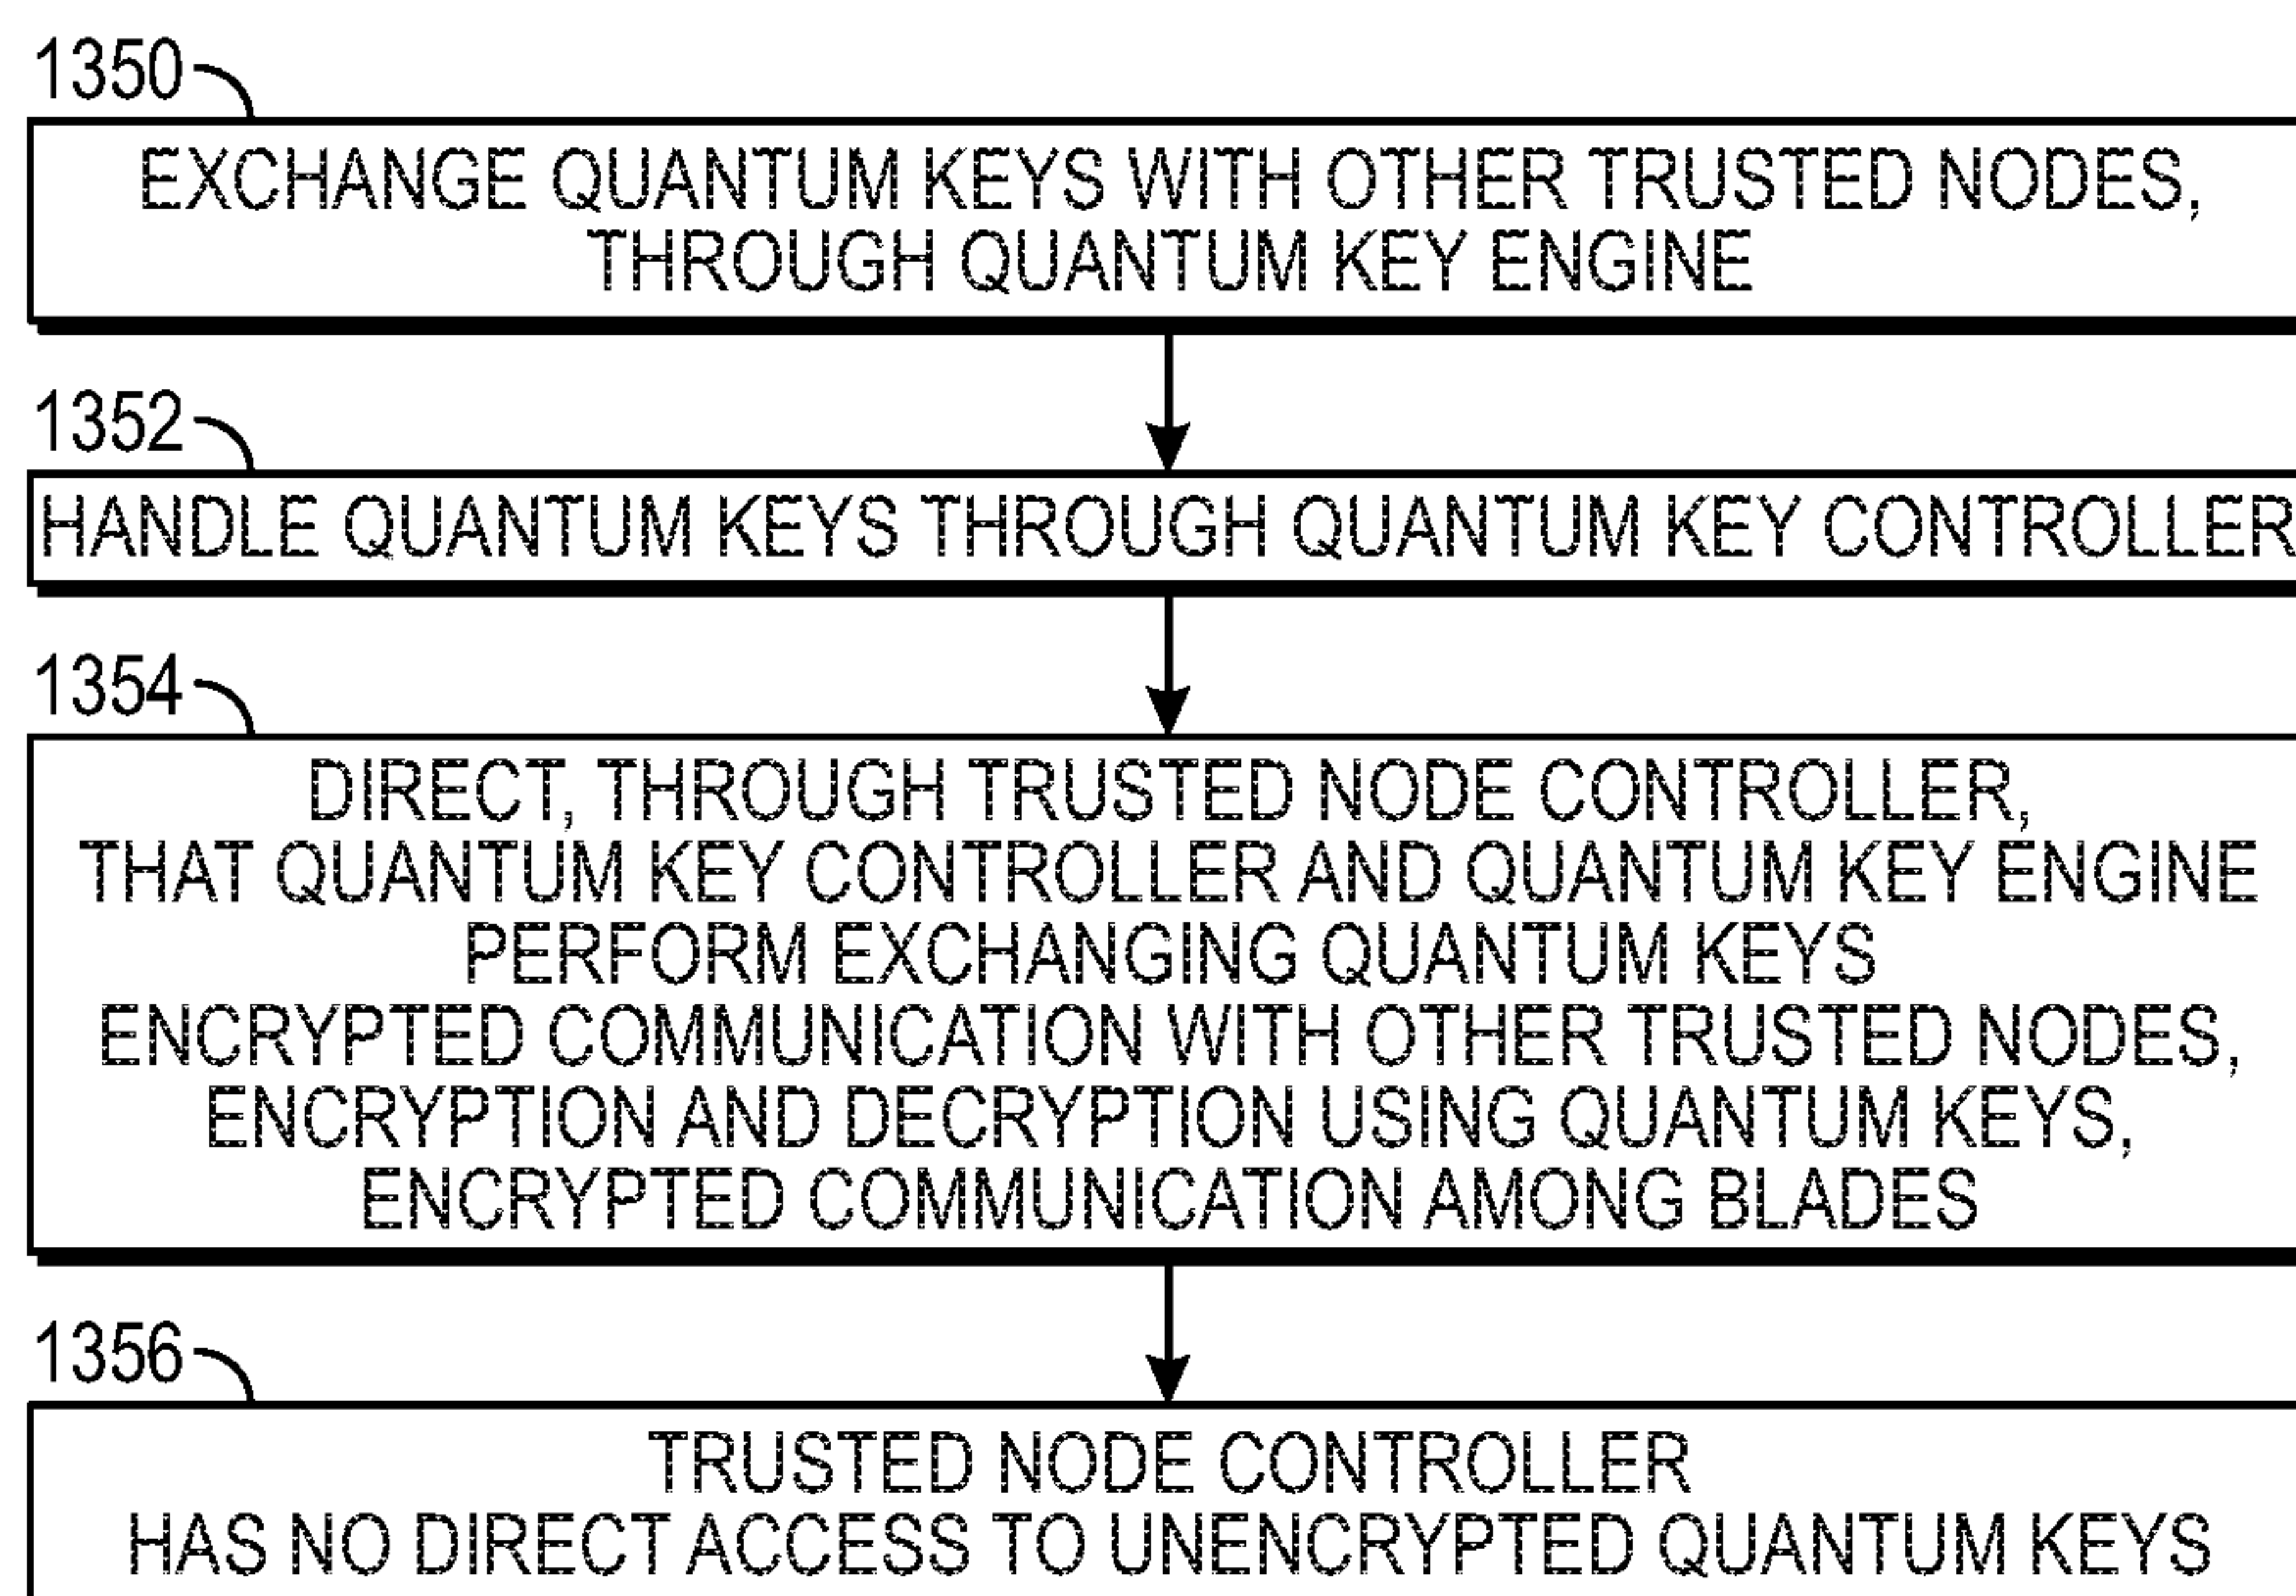 1350
EXCHANGE QUANTUM KEYS WITH OTHER TRUSTED NODES,
THROUGH QUANTUM KEY ENGINE
1352
HANDLE QUANTUM KEYS THROUGH QUANTUM KEY CONTROLLER
1354
DIRECT, THROUGH TRUSTED NODE CONTROLLER,
THAT QUANTUM KEY CONTROLLER AND QUANTUM KEY ENGINE
PERFORM EXCHANGING QUANTUM KEYS
ENCRYPTED COMMUNICATION WITH OTHER TRUSTED NODES,
ENCRYPTION AND DECRYPTION USING QUANTUM KEYS,
ENCRYPTED COMMUNICATION AMONG BLADES
1356
TRUSTED NODE CONTROLLER
HAS NO DIRECT ACCESS TO UNENCRYPTED QUANTUM KEYS